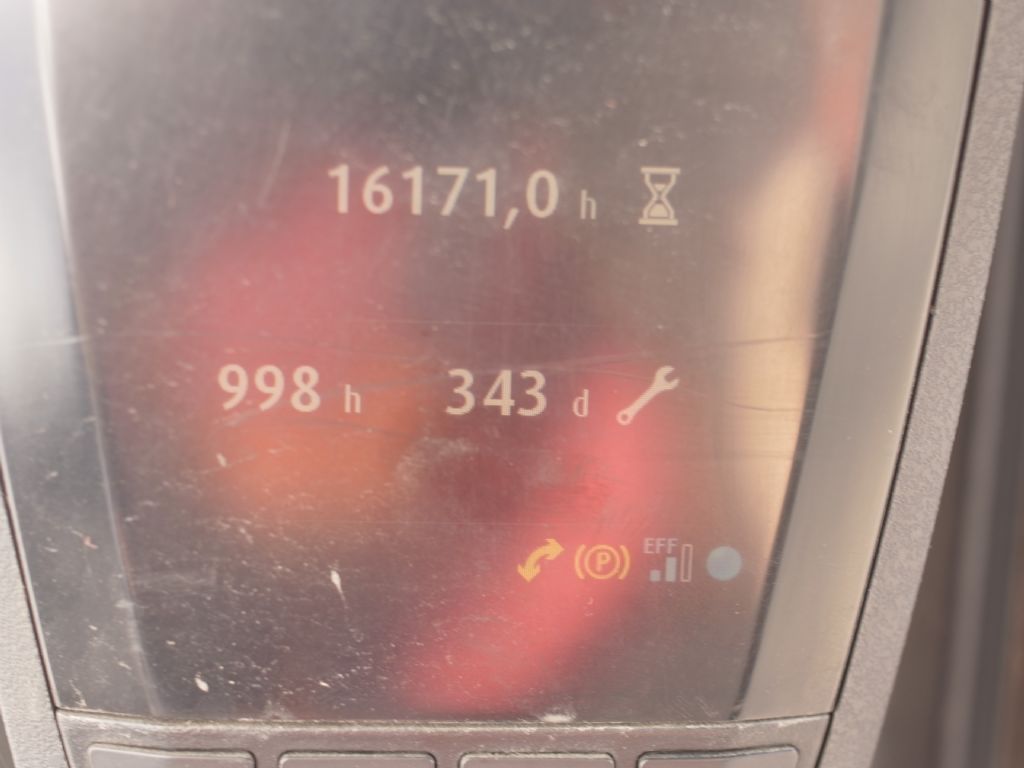 16171,0 h
998 h 343 d
EFF
(P)